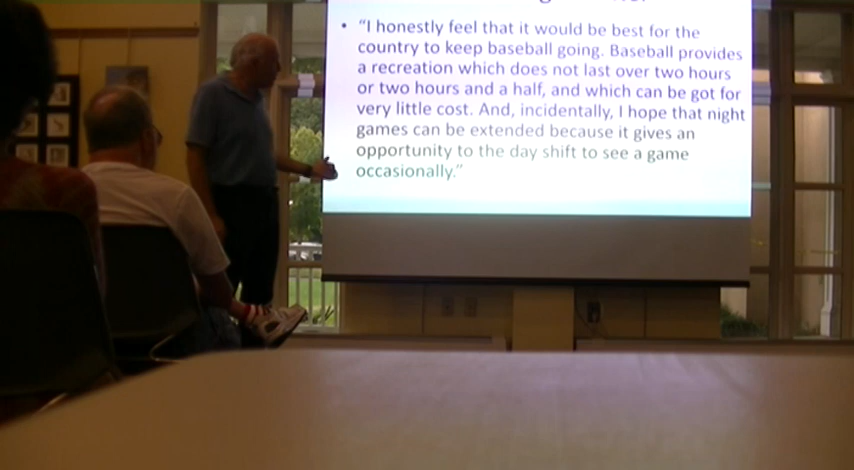 • "I honestly feel that it would be best for the
country to keep baseball going. Baseball provides
a recreation which does not last over two hours
or two hours and a half, and which can be got for
very little cost. And, incidentally, I hope that night
games can be extended because it gives an
opportunity to the day shift to see a game
occasionally."